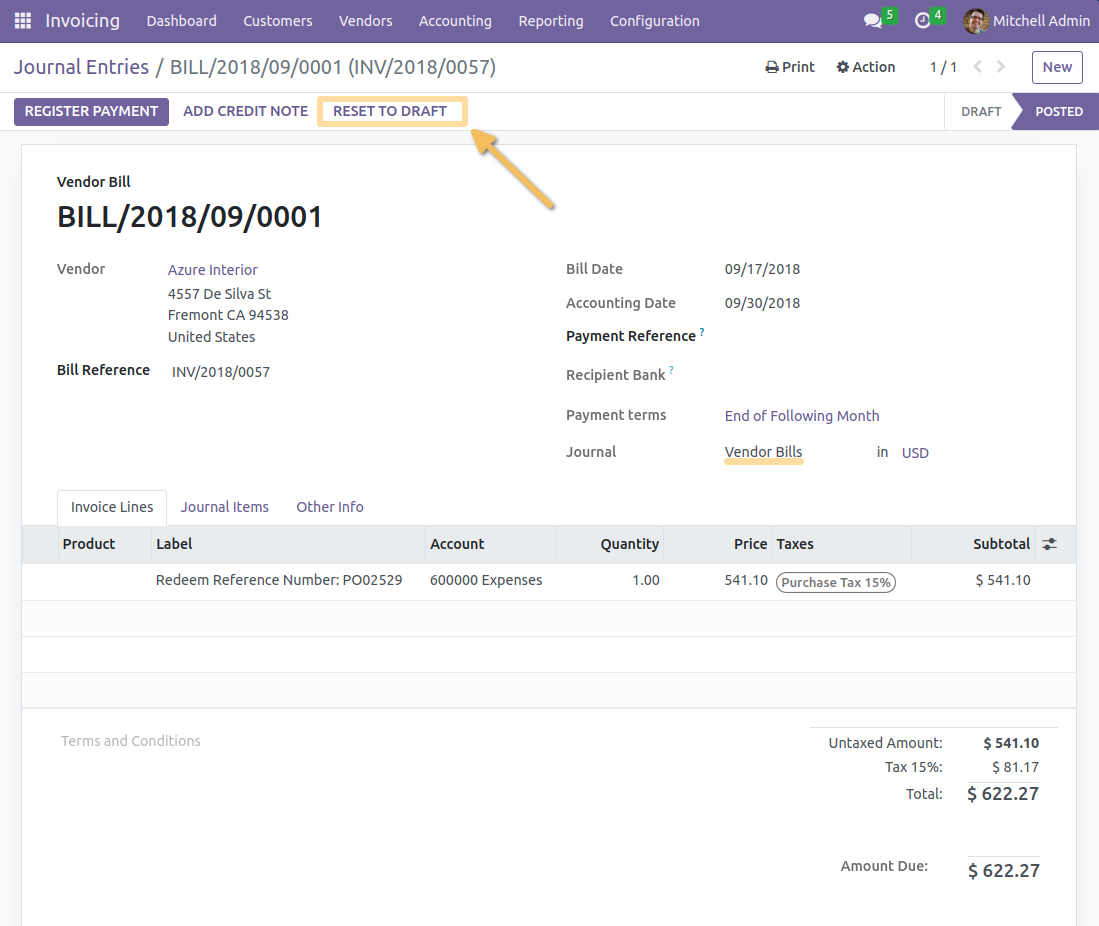 Invoicing Dashboard Customers Vendors Accounting Reporting Configuration 5 4 Mitchell Admin
Journal Entries / BILL/2018/09/0001 (INV/2018/0057) Print Action 1 / 1 New
REGISTER PAYMENT ADD CREDIT NOTE RESET TO DRAFT DRAFT POSTED
Vendor Bill
BILL/2018/09/0001
Vendor Azure Interior
4557 De Silva St
Fremont CA 94538
United States
Bill Reference INV/2018/0057
Bill Date 09/17/2018
Accounting Date 09/30/2018
Payment Reference ?
Recipient Bank ?
Payment terms End of Following Month
Journal Vendor Bills in USD
Invoice Lines Journal Items Other Info
Product Label Account Quantity Price Taxes Subtotal
Redeem Reference Number: PO02529 600000 Expenses 1.00 541.10 Purchase Tax 15% $ 541.10
Terms and Conditions
Untaxed Amount: $ 541.10
Tax 15%: $ 81.17
Total: $ 622.27
Amount Due: $ 622.27